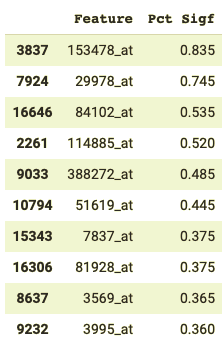 Feature Pct Sigf
3837 153478_at 0.835
7924 29978_at 0.745
16646 84102_at 0.535
2261 114885_at 0.520
9033 388272_at 0.485
10794 51619_at 0.445
15343 7837_at 0.375
16306 81928_at 0.375
8637 3569_at 0.365
9232 3995_at 0.360